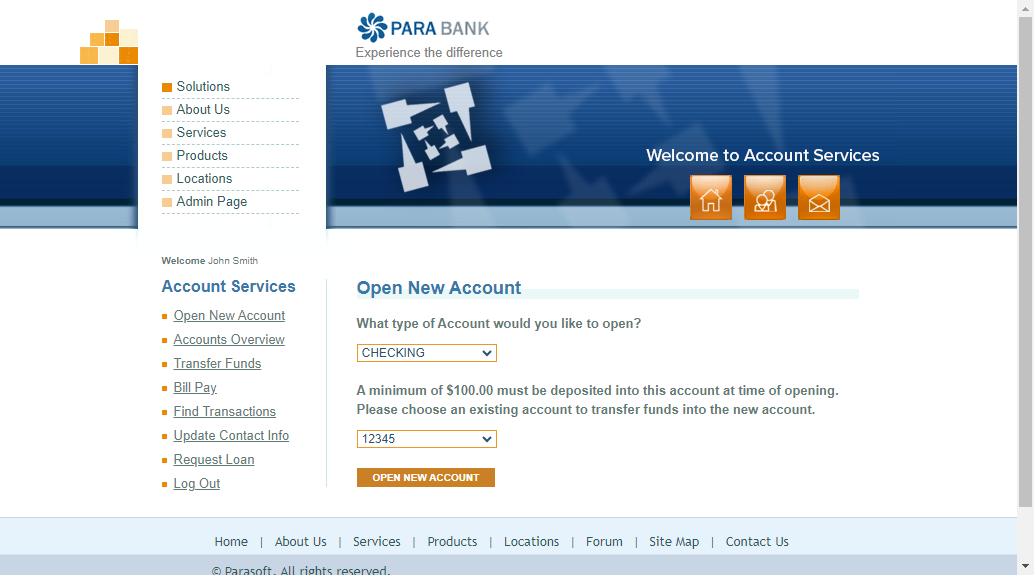 PARA BANK
Experience the difference
Solutions
About Us
Services
Products
Locations
Admin Page
Welcome to Account Services
Welcome John Smith
Account Services
Open New Account
Accounts Overview
Transfer Funds
Bill Pay
Find Transactions
Update Contact Info
Request Loan
Log Out
Open New Account
What type of Account would you like to open?
CHECKING
A minimum of $100.00 must be deposited into this account at time of opening.
Please choose an existing account to transfer funds into the new account.
12345
OPEN NEW ACCOUNT
Home | About Us | Services | Products | Locations | Forum | Site Map | Contact Us
© Parasoft. All rights reserved.